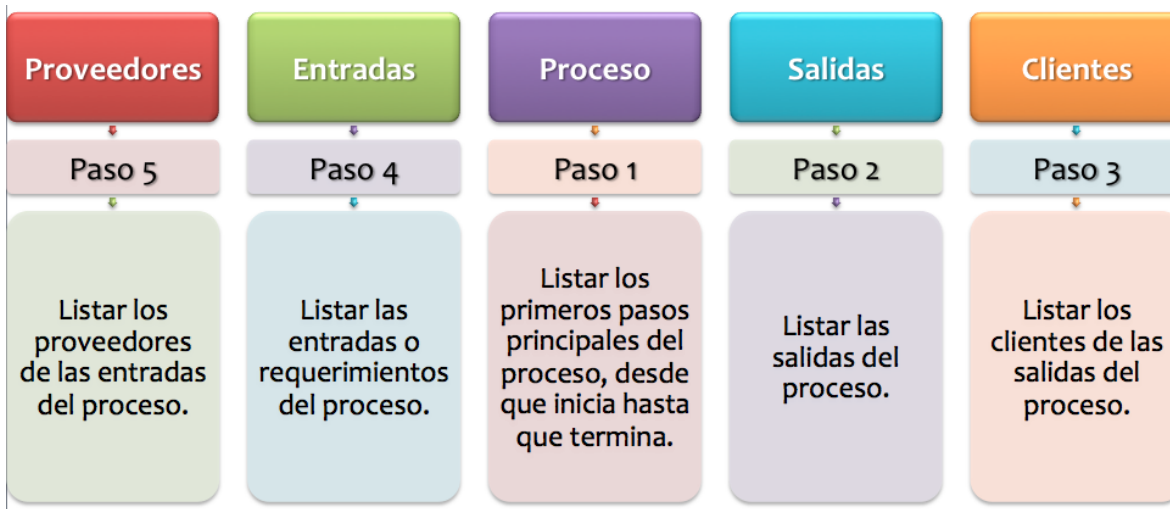 Proveedores
Paso 5
Listar los
proveedores
de las entradas
del proceso.
Entradas
Paso 4
Listar las
entradas o
requerimientos
del proceso.
Proceso
Paso 1
Listar los
primeros pasos
principales del
proceso, desde
que inicia hasta
que termina.
Salidas
Paso 2
Listar las
salidas del
proceso.
Clientes
Paso 3
Listar los
clientes de las
salidas del
proceso.